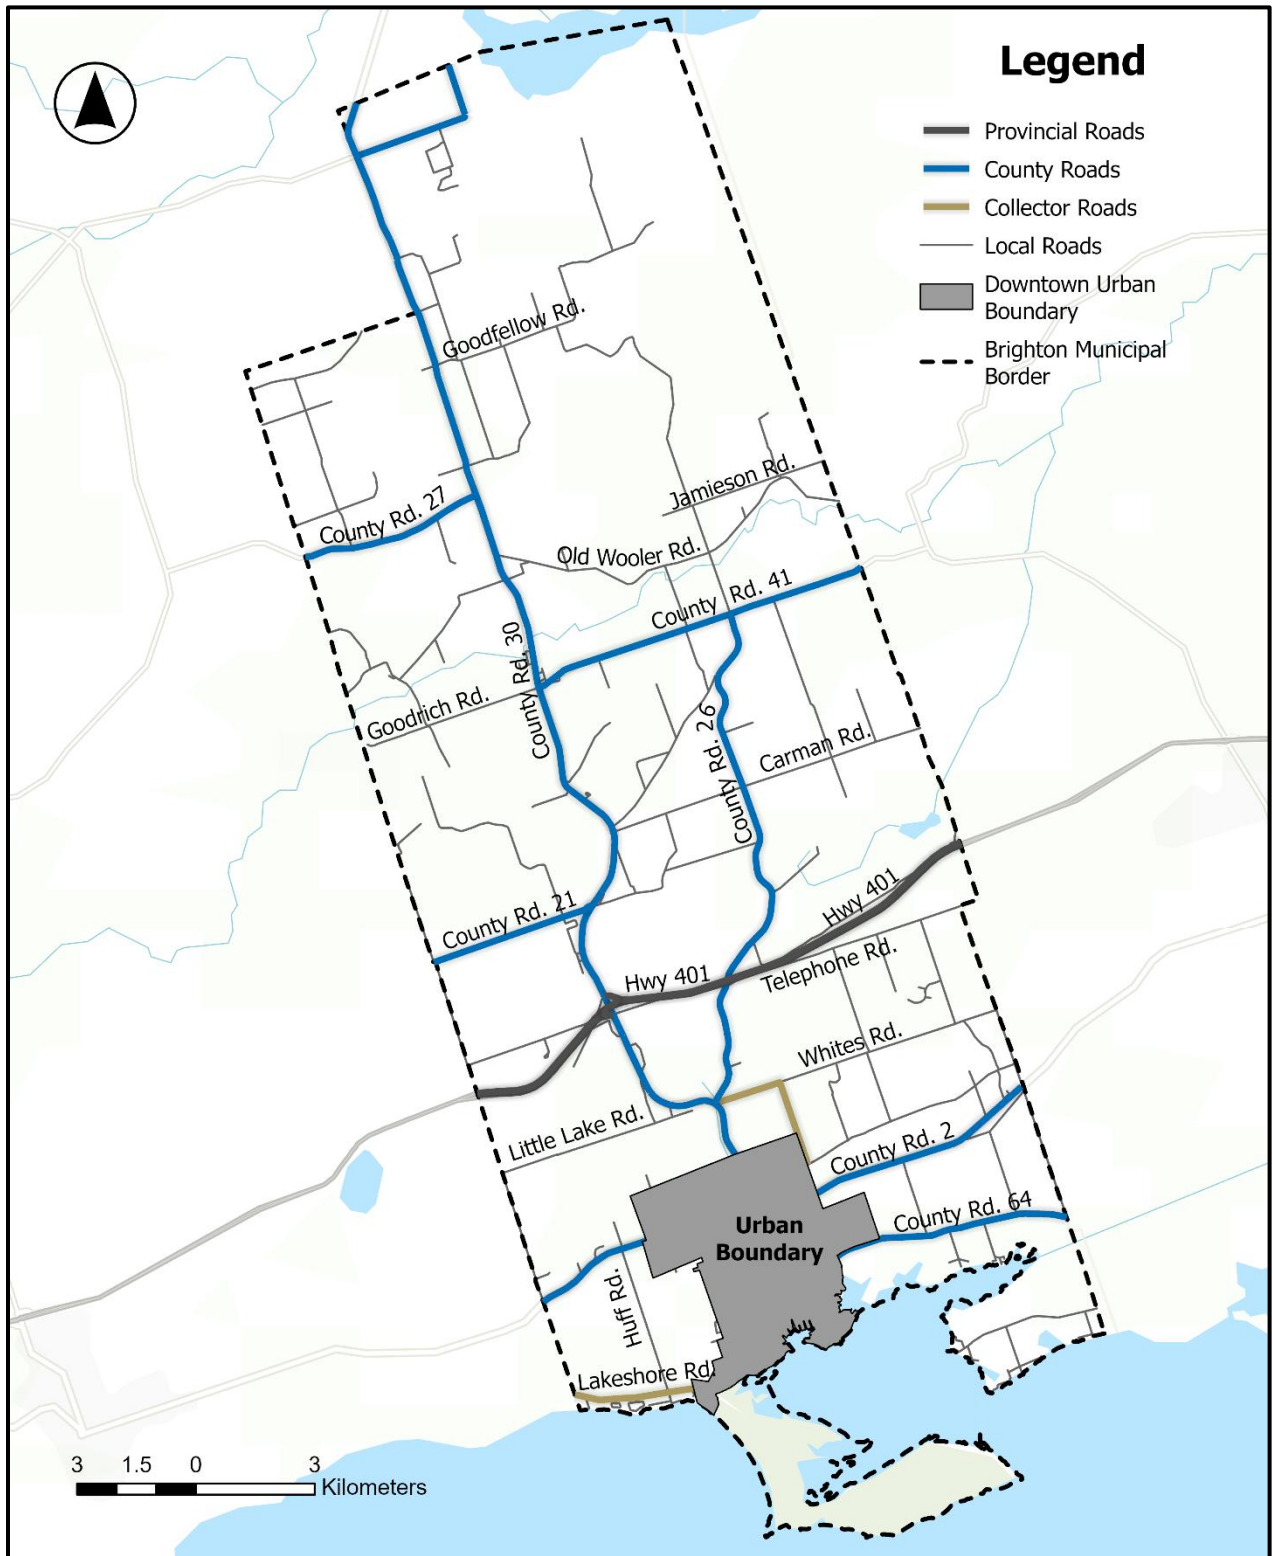 Legend
Provincial Roads
County Roads
Collector Roads
Local Roads
Downtown Urban
Boundary
Brighton Municipal
Border
Goodfellow Rd.
County Rd. 27
Jamieson Rd.
Old Wooler Rd.
County Rd. 41
County Rd. 30
Goodrich Rd.
County Rd. 26
Carman Rd.
County Rd. 21
Hwy 401
Hwy 401
Telephone Rd.
Whites Rd.
Little Lake Rd.
County Rd. 2
County Rd. 64
Urban
Boundary
Huff Rd.
Lakeshore Rd.
3 1.5 0 3
Kilometers